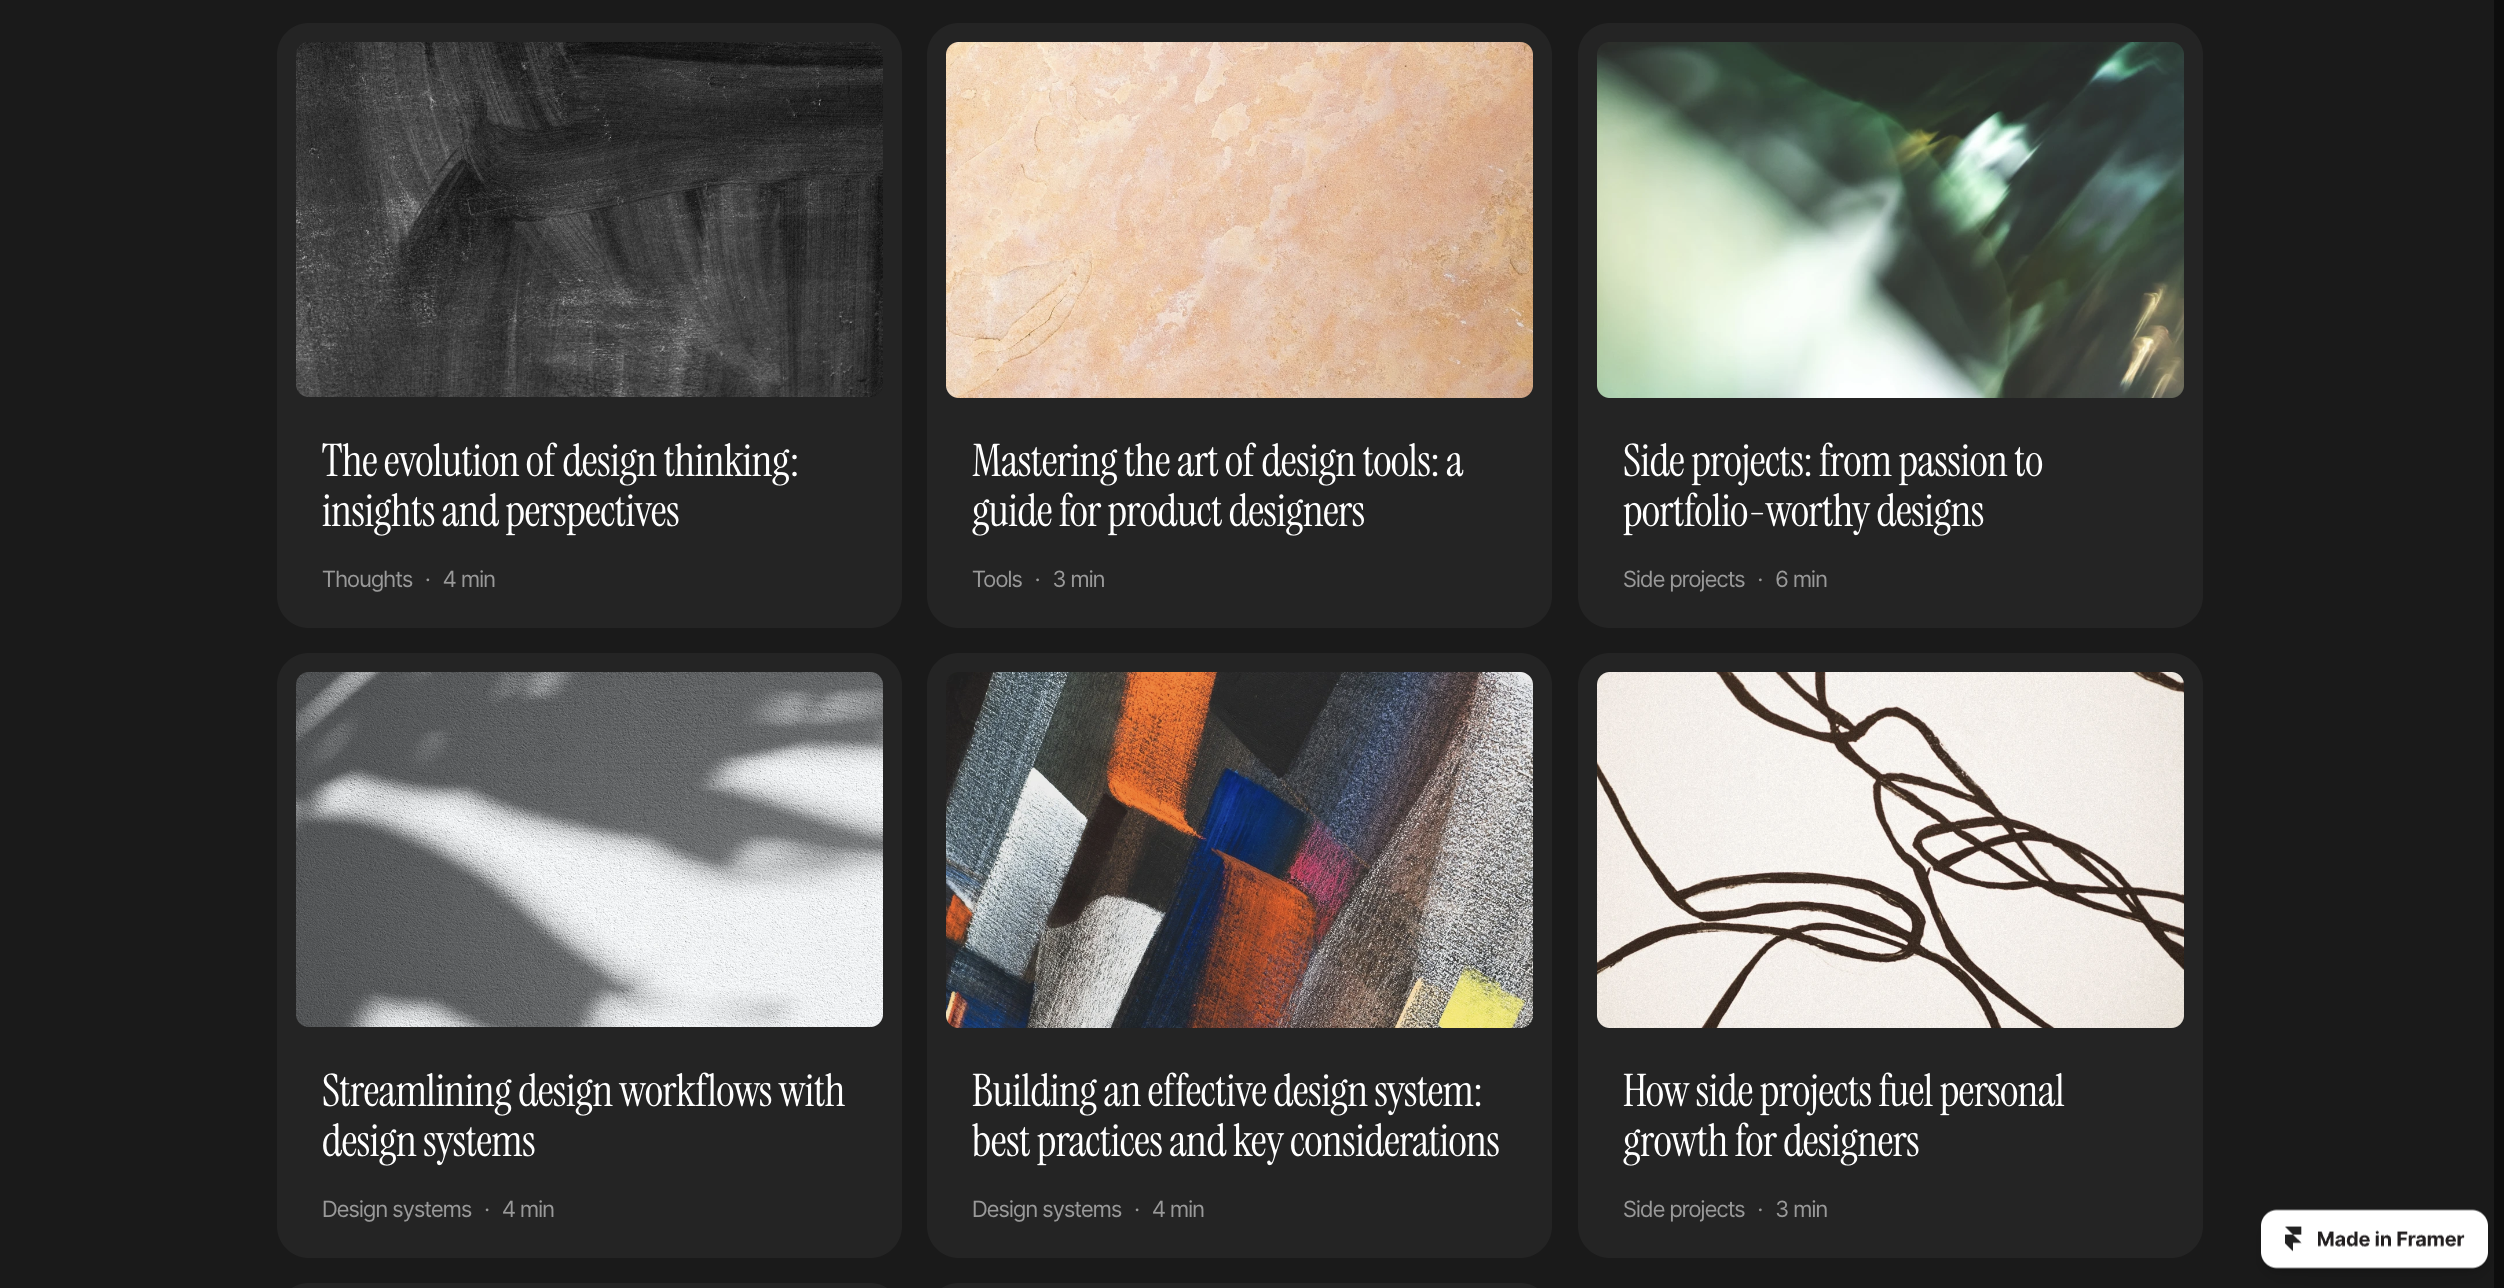 The evolution of design thinking:
insights and perspectives
Thoughts · 4 min
Mastering the art of design tools: a
guide for product designers
Tools · 3 min
Side projects: from passion to
portfolio-worthy designs
Side projects · 6 min
Streamlining design workflows with
design systems
Design systems · 4 min
Building an effective design system:
best practices and key considerations
Design systems · 4 min
How side projects fuel personal
growth for designers
Side projects · 3 min
Made in Framer